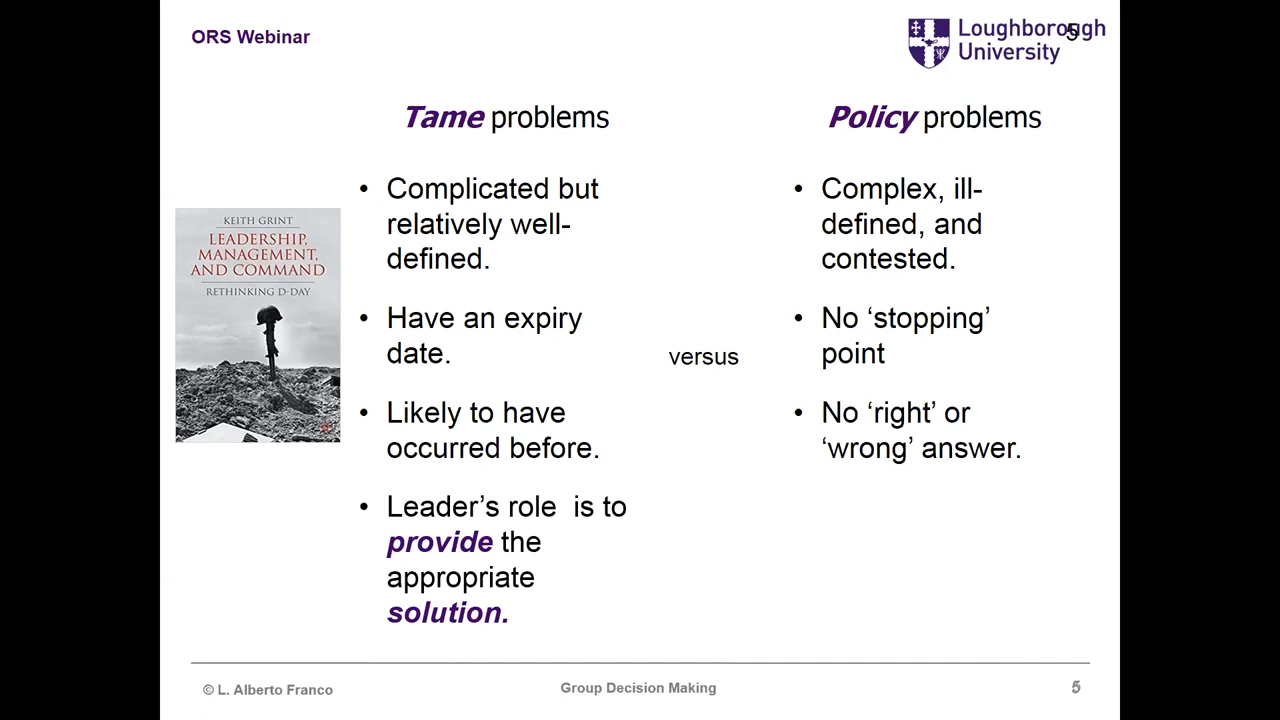 ORS Webinar
Loughborough
University
5
Tame problems
Policy problems
KEITH GRINT
LEADERSHIP,
MANAGEMENT,
AND COMMAND
RETHINKING D-DAY
• Complicated but
relatively well-
defined.
• Have an expiry
date.
• Likely to have
occurred before.
• Leader’s role is to
provide the
appropriate
solution.
versus
• Complex, ill-
defined, and
contested.
• No ‘stopping’
point
• No ‘right’ or
‘wrong’ answer.
© L. Alberto Franco
Group Decision Making
5